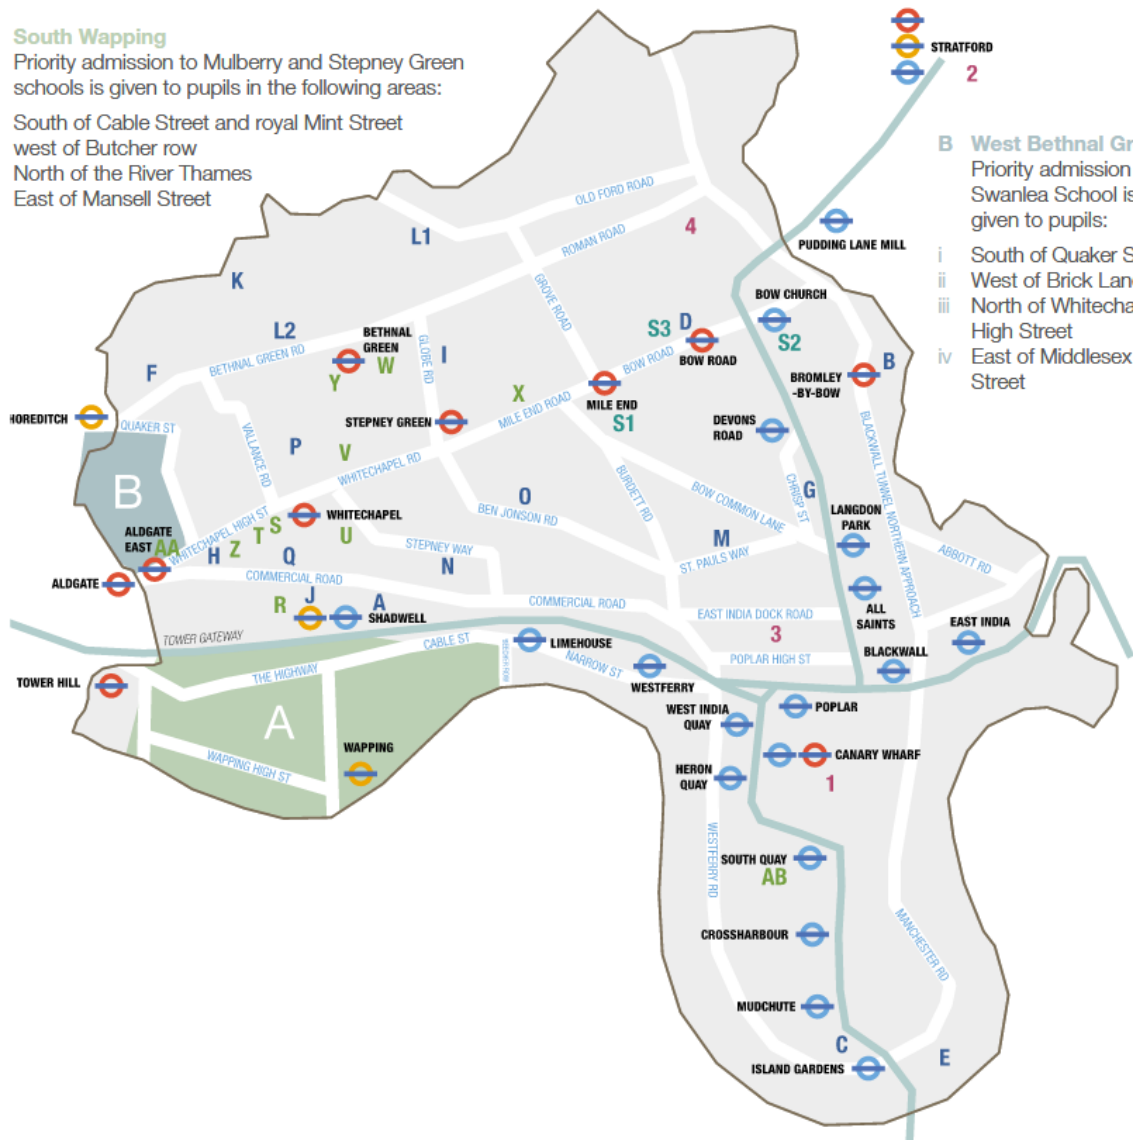 South Wapping
Priority admission to Mulberry and Stepney Green
schools is given to pupils in the following areas:
South of Cable Street and royal Mint Street
west of Butcher row
North of the River Thames
East of Mansell Street
STRATFORD
2
B West Bethnal Gr
Priority admission
Swanlea School is
given to pupils:
i South of Quaker S
ii West of Brick Lan
iii North of Whitecha
High Street
iv East of Middlesex
Street
OLD FORD ROAD
L1
4
ROMAN ROAD
PUDDING LANE MILL
K
GROVE ROAD
BOW CHURCH
L2
BETHNAL
GREEN
GLOBE RD
I
S3
D
S2
BETHNAL GREEN RD
W
BOW ROAD
BOW ROAD
F
Y
X
MILE END
BROMLEY
-BY-BOW
B
HOREDITCH
QUAKER ST
STEPNEY GREEN
MILE END ROAD
S1
DEVONS
ROAD
VALLANCE RD
P
V
WHITECHAPEL RD
BURDETT RD
BLACKWALL TUNNEL NORTHERN APPROACH
B
O
BOW COMMON LANE
CHRISP ST
G
BEN JONSON RD
LANGDON
PARK
ALDGATE
EAST
AA
WHITECHAPEL HIGH ST
WHITECHAPEL
S
T
U
Z
H
Q
STEPNEY WAY
M
ST. PAULS WAY
ABBOTT RD
N
ALDGATE
COMMERCIAL ROAD
R
J
A
SHADWELL
COMMERCIAL ROAD
EAST INDIA DOCK ROAD
ALL
SAINTS
EAST INDIA
TOWER GATEWAY
CABLE ST
LIMEHOUSE
3
BLACKWALL
POPLAR HIGH ST
NARROW ST
WESTFERRY
TOWER HILL
THE HIGHWAY
A
WEST INDIA
QUAY
POPLAR
WAPPING
WAPPING HIGH ST
CANARY WHARF
HERON
QUAY
1
WESTFERRY RD
SOUTH QUAY
AB
CROSSHARBOUR
MANCHESTER RD
MUDCHUTE
C
E
ISLAND GARDENS